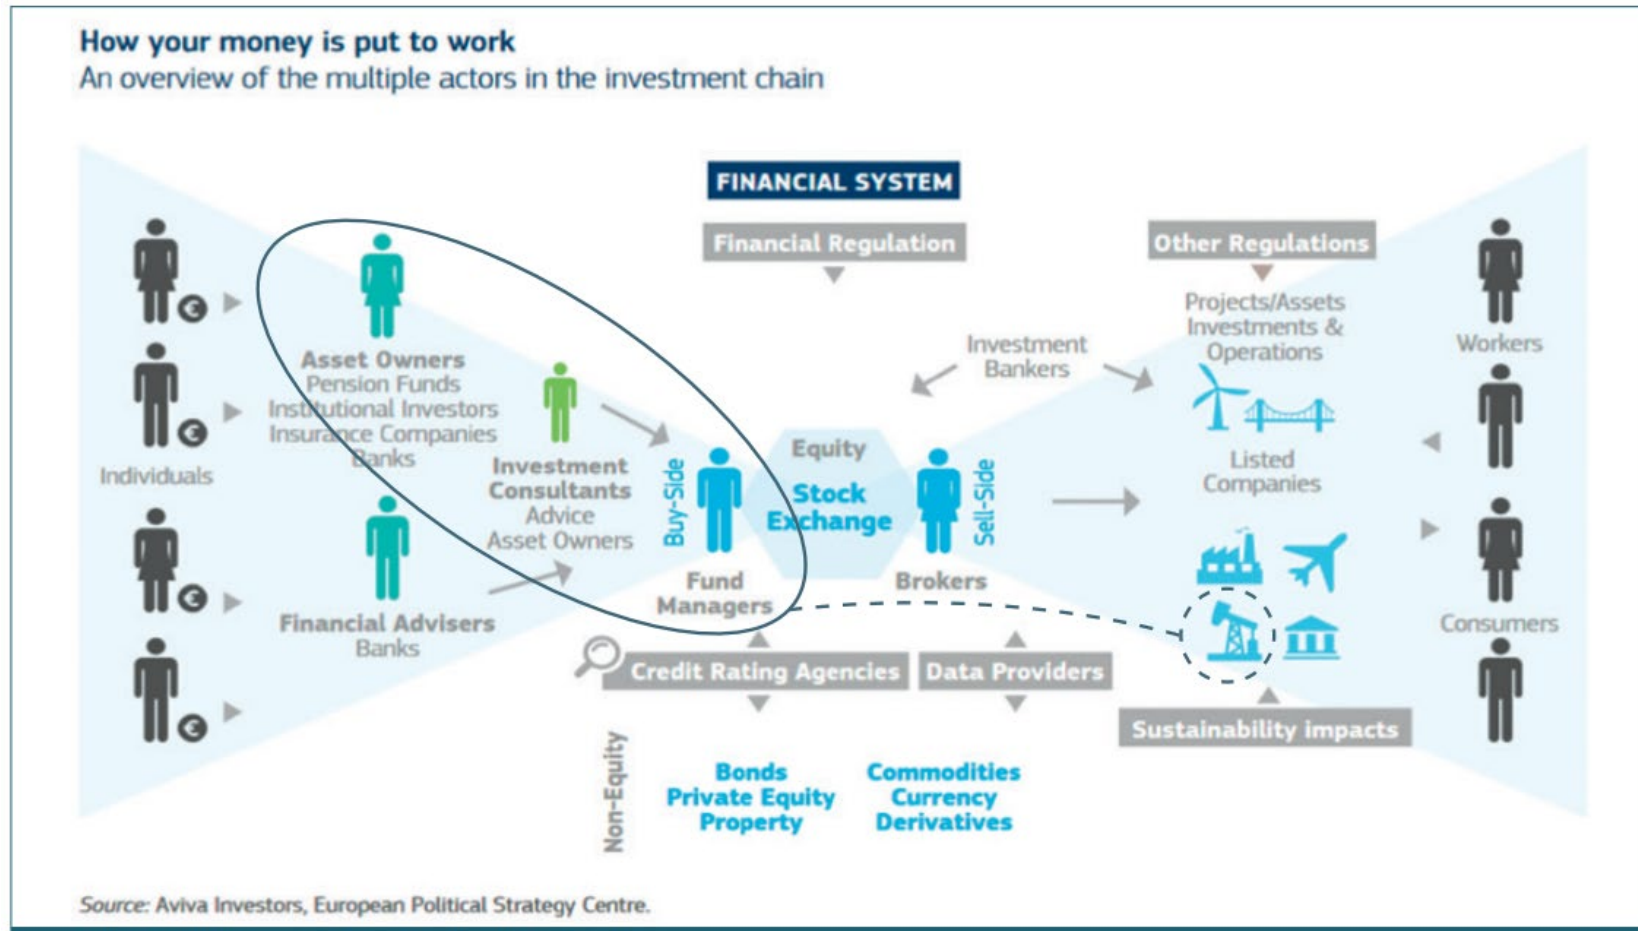 How your money is put to work
An overview of the multiple actors in the investment chain
FINANCIAL SYSTEM
Financial Regulation
Other Regulations
Projects/Assets
Investments &
Operations
Investment
Bankers
Workers
Asset Owners
Pension Funds
Institutional Investors
Insurance Companies
Banks
Individuals
Investment
Consultants
Advice
Asset Owners
Buy-Side
Equity
Stock
Exchange
Sell-Side
Listed
Companies
Fund
Managers
Brokers
Financial Advisers
Banks
Consumers
Credit Rating Agencies
Data Providers
Sustainability impacts
Non-Equity
Bonds
Private Equity
Property
Commodities
Currency
Derivatives
Source: Aviva Investors, European Political Strategy Centre.
€
€
€
€